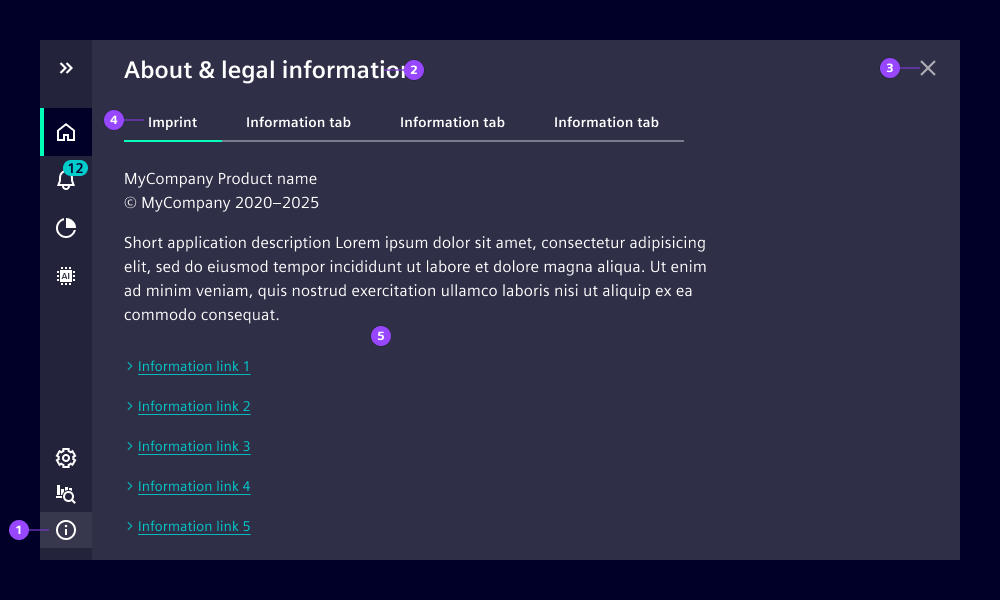 About & legal information
2
3
4
Imprint
Information tab
Information tab
Information tab
12
MyCompany Product name
© MyCompany 2020–2025
AI
Short application description Lorem ipsum dolor sit amet, consectetur adipisicing
elit, sed do eiusmod tempor incididunt ut labore et dolore magna aliqua. Ut enim
ad minim veniam, quis nostrud exercitation ullamco laboris nisi ut aliquip ex ea
commodo consequat.
5
Information link 1
Information link 2
Information link 3
Information link 4
Information link 5
1